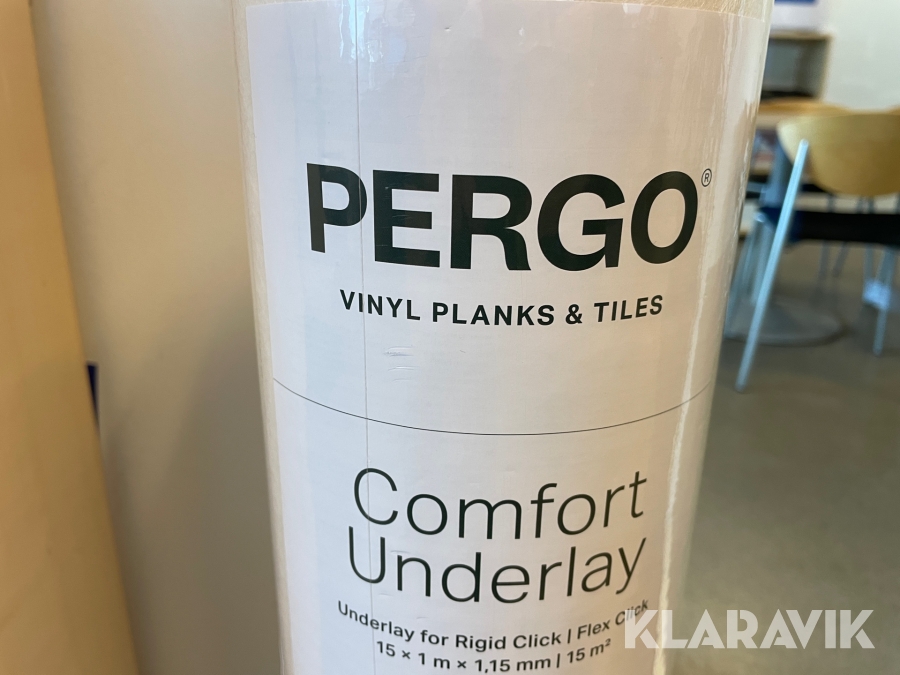 PERGO®
VINYL PLANKS & TILES
Comfort
Underlay
Underlay for Rigid Click | Flex Click
15 × 1 m × 1,15 mm | 15 m²
KLARAVIK